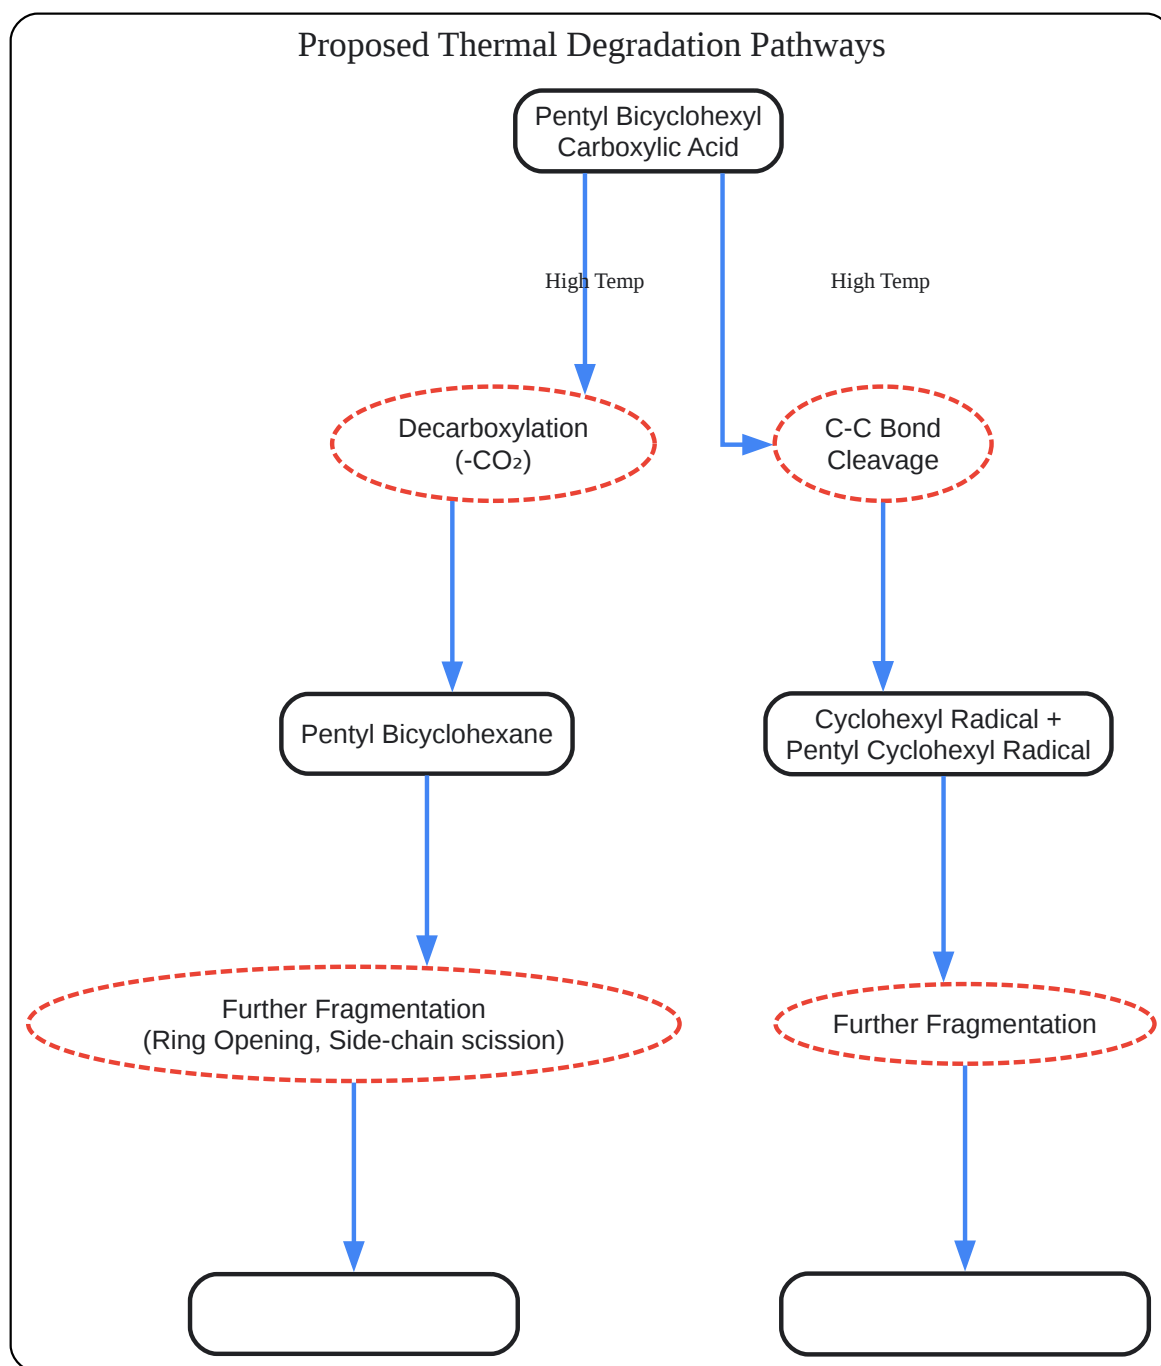 Proposed Thermal Degradation Pathways
Pentyl Bicyclohexyl
Carboxylic Acid
High Temp
High Temp
Decarboxylation
(-CO₂)
C-C Bond
Cleavage
Pentyl Bicyclohexane
Cyclohexyl Radical +
Pentyl Cyclohexyl Radical
Further Fragmentation
(Ring Opening, Side-chain scission)
Further Fragmentation